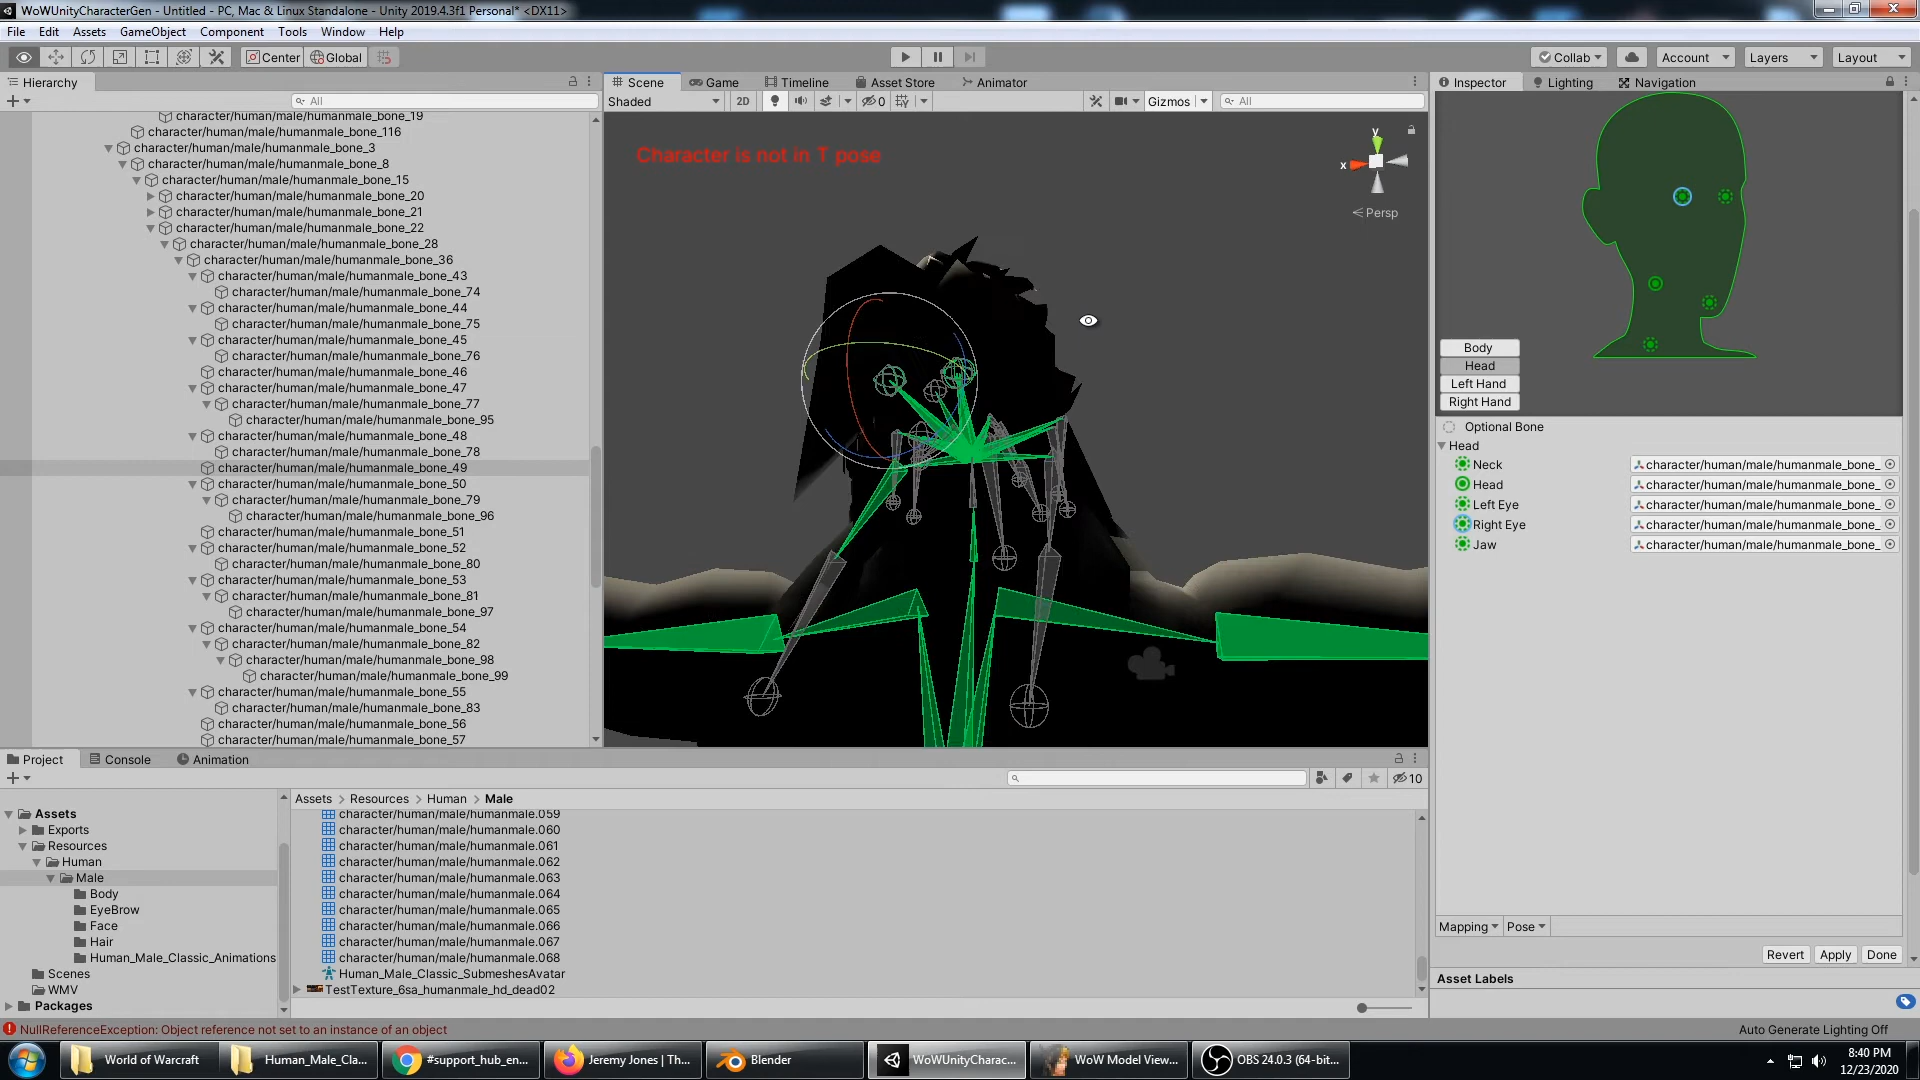 WoWUnityCharacterGen - Untitled - PC, Mac & Linux Standalone - Unity 2019.4.3f1 Personal* <DX11>
File Edit Assets GameObject Component Tools Window Help
Center Global Collab Account Layers Layout
Hierarchy
All
character/human/male/humanmale_bone_19
character/human/male/humanmale_bone_116
character/human/male/humanmale_bone_3
character/human/male/humanmale_bone_8
character/human/male/humanmale_bone_15
character/human/male/humanmale_bone_20
character/human/male/humanmale_bone_21
character/human/male/humanmale_bone_22
character/human/male/humanmale_bone_28
character/human/male/humanmale_bone_36
character/human/male/humanmale_bone_43
character/human/male/humanmale_bone_74
character/human/male/humanmale_bone_44
character/human/male/humanmale_bone_75
character/human/male/humanmale_bone_45
character/human/male/humanmale_bone_76
character/human/male/humanmale_bone_46
character/human/male/humanmale_bone_47
character/human/male/humanmale_bone_77
character/human/male/humanmale_bone_95
character/human/male/humanmale_bone_48
character/human/male/humanmale_bone_78
character/human/male/humanmale_bone_49
character/human/male/humanmale_bone_50
character/human/male/humanmale_bone_79
character/human/male/humanmale_bone_96
character/human/male/humanmale_bone_51
character/human/male/humanmale_bone_52
character/human/male/humanmale_bone_80
character/human/male/humanmale_bone_53
character/human/male/humanmale_bone_81
character/human/male/humanmale_bone_97
character/human/male/humanmale_bone_54
character/human/male/humanmale_bone_82
character/human/male/humanmale_bone_98
character/human/male/humanmale_bone_99
character/human/male/humanmale_bone_55
character/human/male/humanmale_bone_83
character/human/male/humanmale_bone_56
character/human/male/humanmale_bone_57
Scene Game Timeline Asset Store Animator
Shaded 2D 0 Gizmos All
Character is not in T pose
y
x
Persp
Inspector Lighting Navigation
Body
Head
Left Hand
Right Hand
Optional Bone
Head
Neck character/human/male/humanmale_bone_
Head character/human/male/humanmale_bone_
Left Eye character/human/male/humanmale_bone_
Right Eye character/human/male/humanmale_bone_
Jaw character/human/male/humanmale_bone_
Mapping Pose
Revert Apply Done
Asset Labels
Project Console Animation
10
Assets
Exports
Resources
Human
Male
Body
EyeBrow
Face
Hair
Human_Male_Classic_Animations
Scenes
WMV
Packages
Assets > Resources > Human > Male
character/human/male/humanmale.059
character/human/male/humanmale.060
character/human/male/humanmale.061
character/human/male/humanmale.062
character/human/male/humanmale.063
character/human/male/humanmale.064
character/human/male/humanmale.065
character/human/male/humanmale.066
character/human/male/humanmale.067
character/human/male/humanmale.068
Human_Male_Classic_SubmeshesAvatar
TestTexture_6sa_humanmale_hd_dead02
NullReferenceException: Object reference not set to an instance of an object
Auto Generate Lighting Off
World of Warcraft
Human_Male_Cla...
#support_hub_en...
Jeremy Jones | Th...
Blender
WoWUnityCharac...
WoW Model View...
OBS 24.0.3 (64-bit...
8:40 PM
12/23/2020